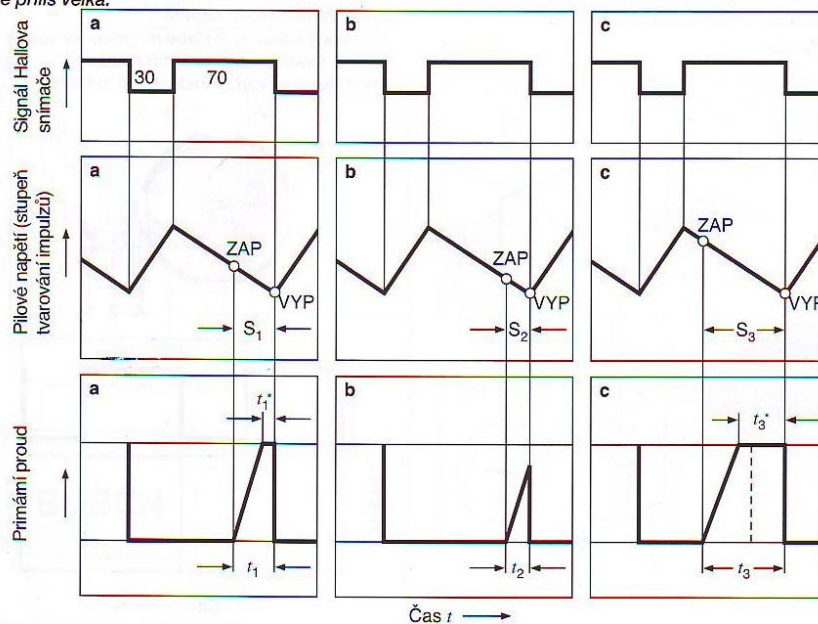 e příliš velká.
a
b
c
Signál Hallova
snímače
30
70
a
b
c
Pilové napětí (stupeň
tvarování impulzů)
ZAP
VYP
S₁
ZAP
VYP
S₂
ZAP
VYP
S₃
a
b
c
Primární proud
t₁*
t₁
t₂
t₃*
t₃
Čas t